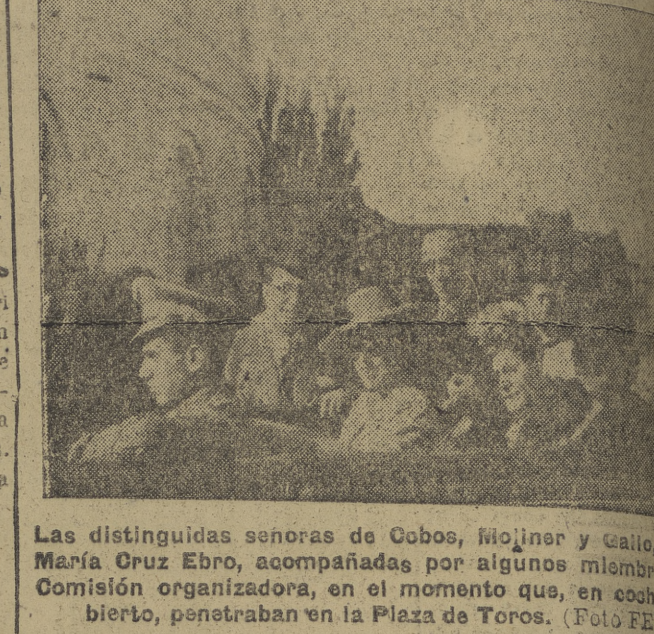 Las distinguidas señoras de Cobos, Moliner y Gallo,
María Cruz Ebro, acompañadas por algunos miembr
Comisión organizadora, en el momento que, en coch
bierto, penetraban en la Plaza de Toros. (Foto FE